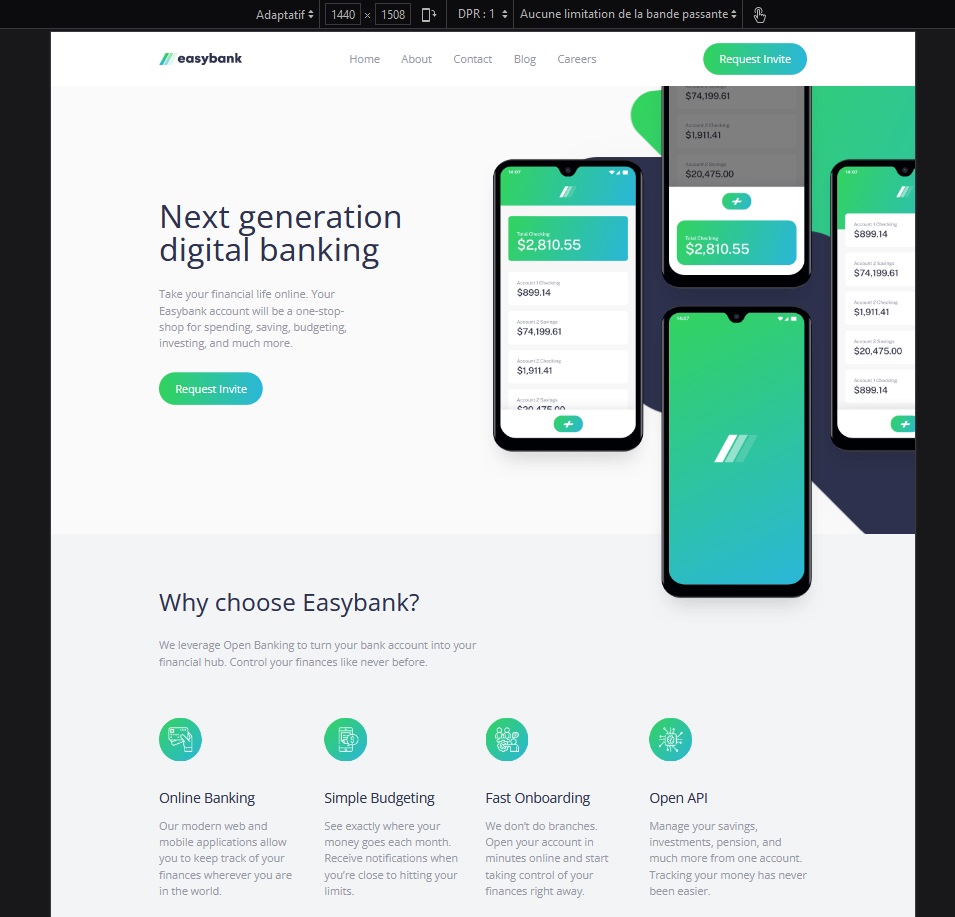 Adaptatif 1440 × 1508 DPR : 1 Aucune limitation de la bande passante
easybank Home About Contact Blog Careers Request Invite
Next generation
digital banking
Take your financial life online. Your
Easybank account will be a one-stop-
shop for spending, saving, budgeting,
investing, and much more.
Request Invite
14:07
Total Checking
$2,810.55
Account 1 Checking
$899.14
Account 2 Savings
$74,199.61
Account 2 Checking
$1,911.41
Account 2 Savings
$20,475.00
$74,199.61
Account 2 Checking
$1,911.41
Account 2 Savings
$20,475.00
Total Checking
$2,810.55
14:07
14:07
Account 1 Checking
$899.14
Account 2 Savings
$74,199.61
Account 2 Checking
$1,911.41
Account 2 Savings
$20,475.00
Account 1 Checking
$899.14
Why choose Easybank?
We leverage Open Banking to turn your bank account into your
financial hub. Control your finances like never before.
Online Banking
Our modern web and
mobile applications allow
you to keep track of your
finances wherever you are
in the world.
Simple Budgeting
See exactly where your
money goes each month.
Receive notifications when
you're close to hitting your
limits.
Fast Onboarding
We don't do branches.
Open your account in
minutes online and start
taking control of your
finances right away.
Open API
Manage your savings,
investments, pension, and
much more from one account.
Tracking your money has never
been easier.